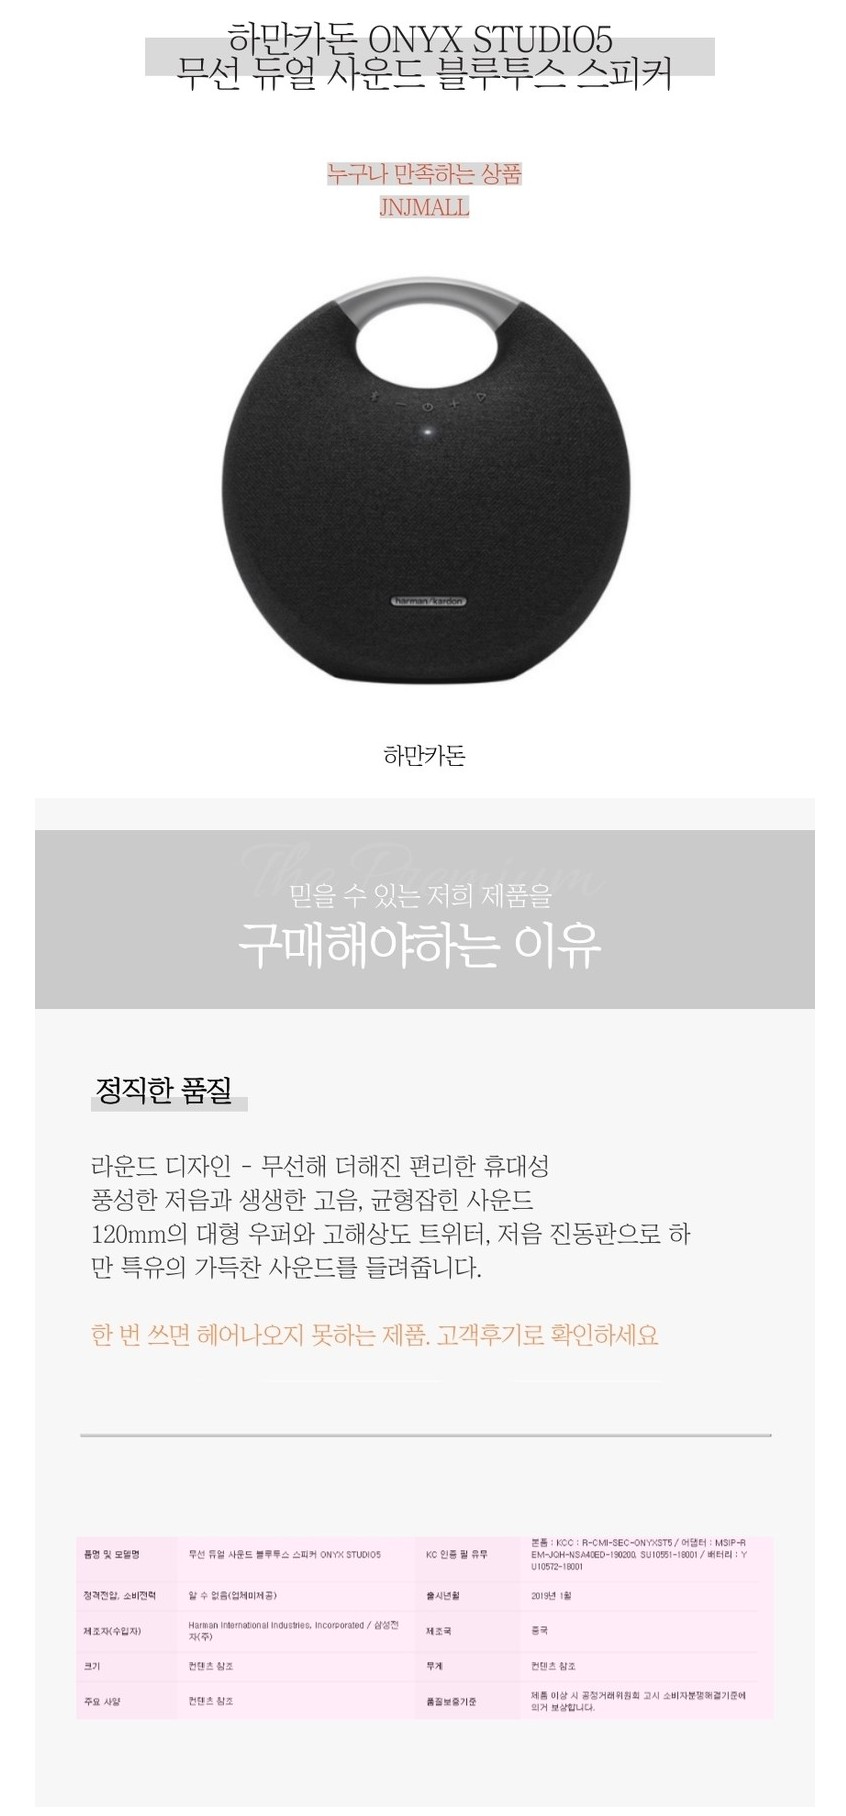 하만카돈 ONYX STUDIO5
무선 듀얼 사운드 블루투스 스피커
누구나 만족하는 상품
JNJMALL
harman/kardon
하만카돈
The Premium
믿을 수 있는 저희 제품을
구매해야하는 이유
정직한 품질
라운드 디자인 - 무선해 더해진 편리한 휴대성
풍성한 저음과 생생한 고음, 균형잡힌 사운드
120mm의 대형 우퍼와 고해상도 트위터, 저음 진동판으로 하
만 특유의 가득찬 사운드를 들려줍니다.
한 번 쓰면 헤어나오지 못하는 제품. 고객후기로 확인하세요
품명 및 모델명
무선 듀얼 사운드 블루투스 스피커 ONYX STUDIO5
KC 인증 필 유무
본품 : KCC : R-CMI-SEC-ONYXST5 / 어댑터 : MSIP-R
EM-JQH-NSA40ED-190200, SU10551-18001 / 배터리 : Y
U10572-18001
정격전압, 소비전력
알 수 없음(업체미제공)
출시년월
2019년 1월
제조자(수입자)
Harman International Industries, Incorporated / 삼성전
자(주)
제조국
중국
크기
컨텐츠 참조
무게
컨텐츠 참조
주요 사양
컨텐츠 참조
품질보증기준
제품 이상 시 공정거래위원회 고시 소비자분쟁해결기준에
의거 보상합니다.